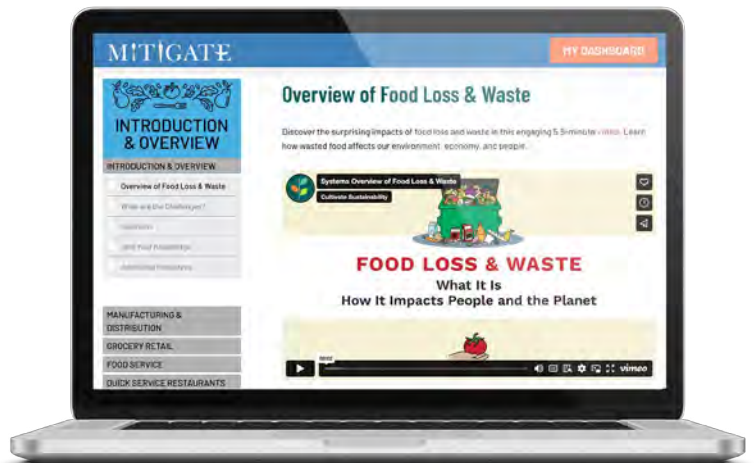 MITIGATE
MY DASHBOARD
INTRODUCTION
& OVERVIEW
INTRODUCTION & OVERVIEW
Overview of Food Loss & Waste
What are the Challenges?
Solutions
Test Your Knowledge
Additional Resources
MANUFACTURING &
DISTRIBUTION
GROCERY RETAIL
FOOD SERVICE
QUICK SERVICE RESTAURANTS
Overview of Food Loss & Waste
Discover the surprising impacts of food loss and waste in this engaging 5.5-minute video. Learn
how wasted food affects our environment, economy, and people.
Systems Overview of Food Loss & Waste
Cultivate Sustainability
FOOD LOSS & WASTE
What It Is
How It Impacts People and the Planet
vimeo